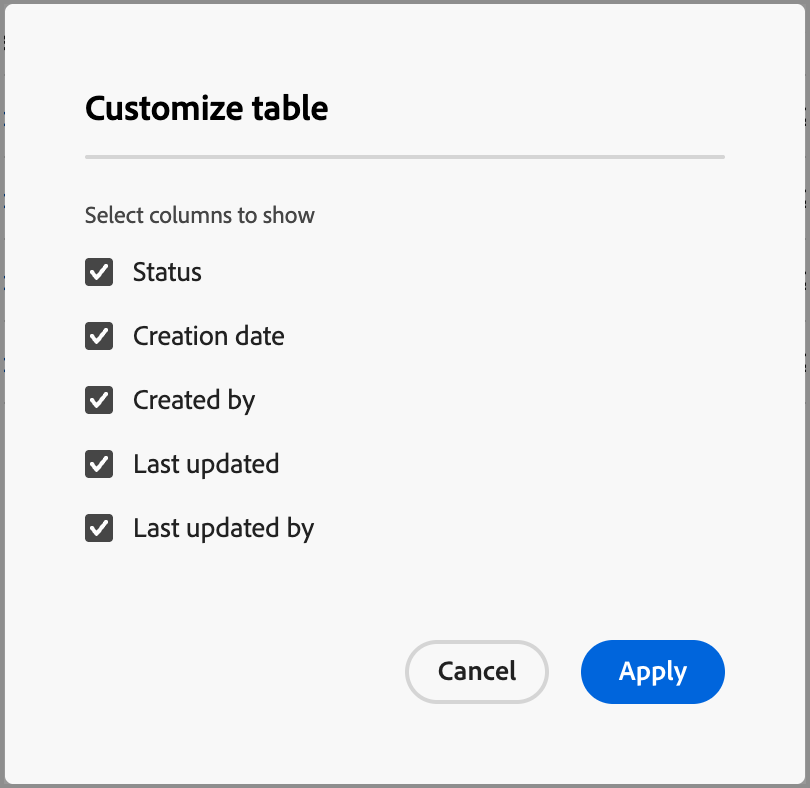 Customize table
Select columns to show
Status
Creation date
Created by
Last updated
Last updated by
Cancel
Apply